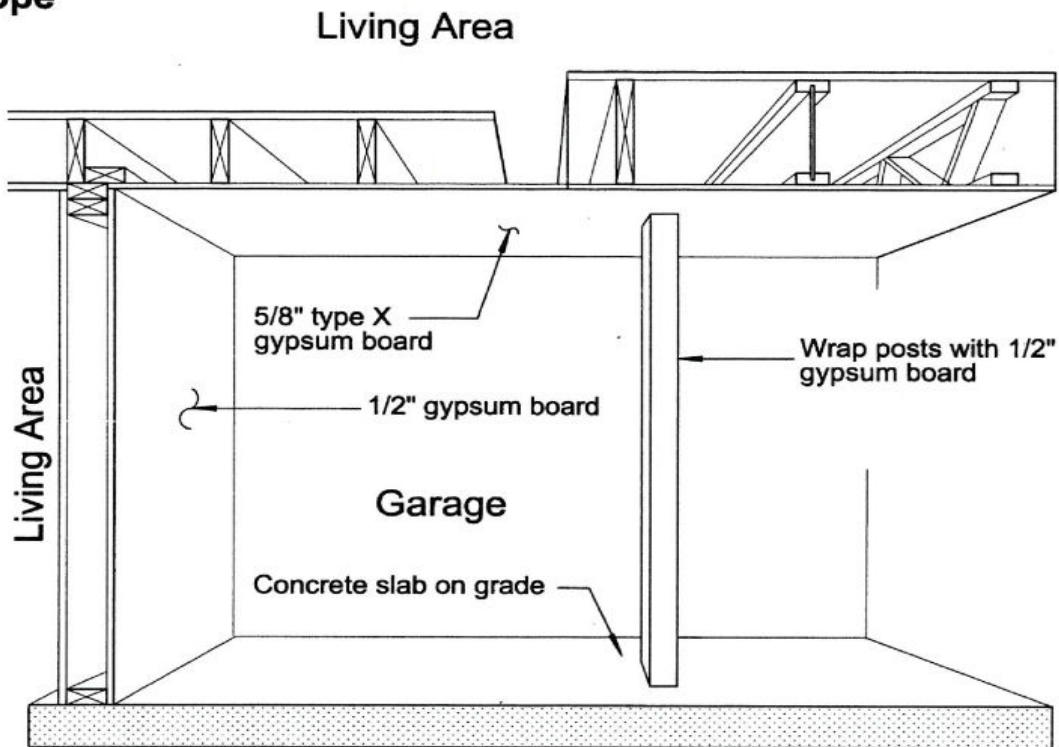 Living Area
5/8" type X
gypsum board
Wrap posts with 1/2"
gypsum board
1/2" gypsum board
Living Area
Garage
Concrete slab on grade